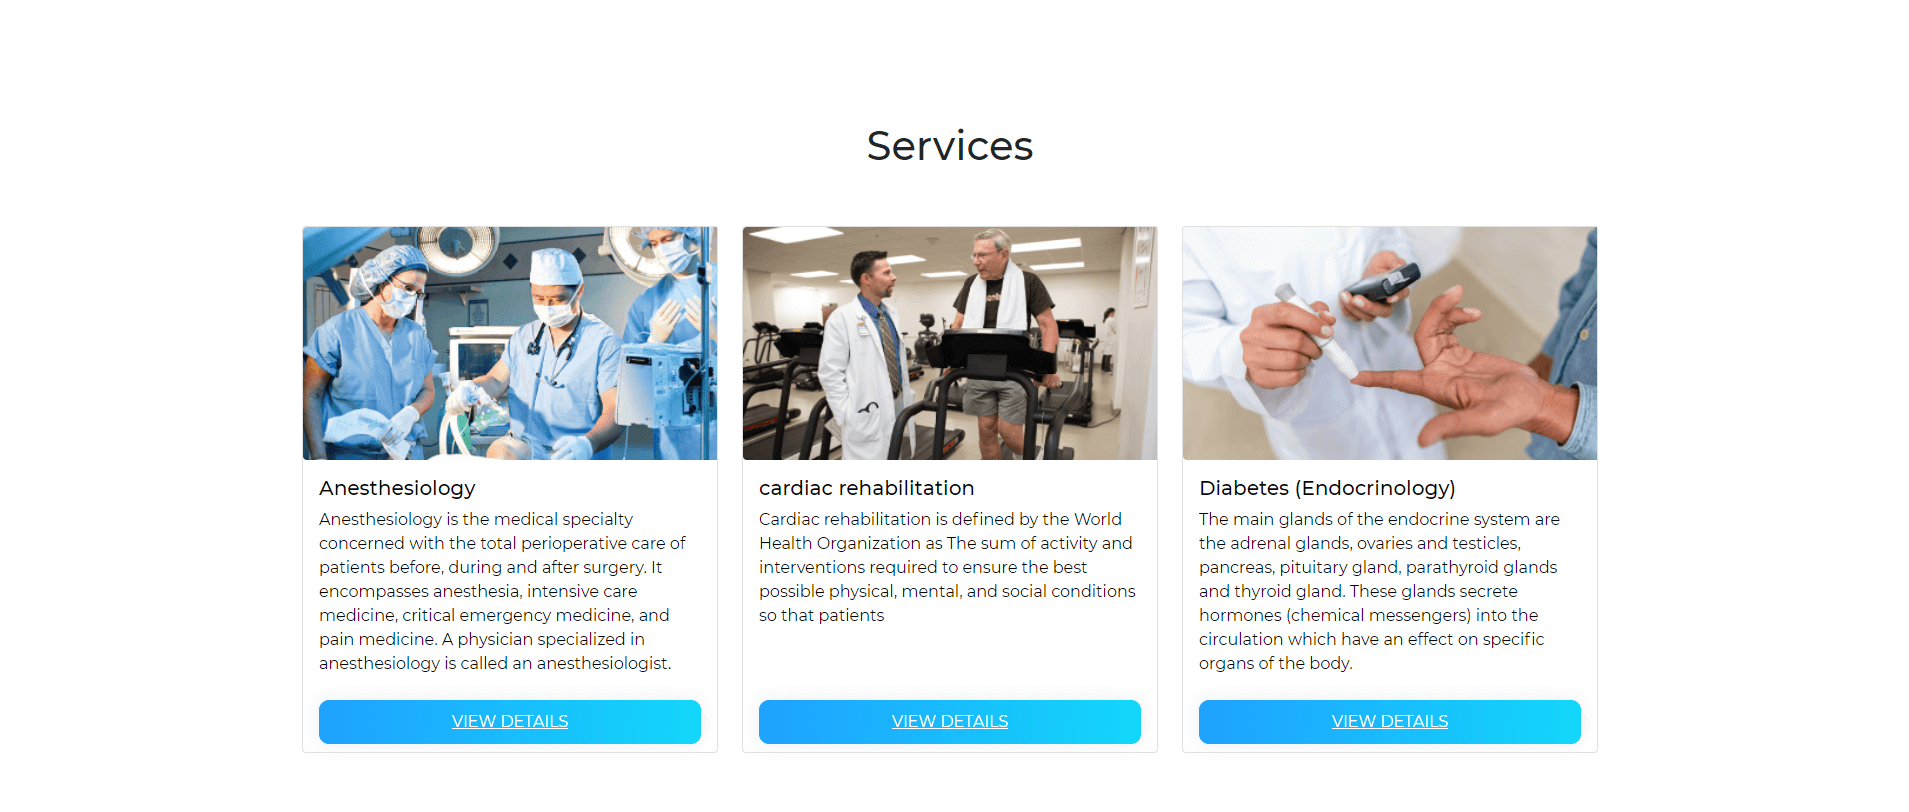 Services
Anesthesiology
Anesthesiology is the medical specialty
concerned with the total perioperative care of
patients before, during and after surgery. It
encompasses anesthesia, intensive care
medicine, critical emergency medicine, and
pain medicine. A physician specialized in
anesthesiology is called an anesthesiologist.
VIEW DETAILS
cardiac rehabilitation
Cardiac rehabilitation is defined by the World
Health Organization as The sum of activity and
interventions required to ensure the best
possible physical, mental, and social conditions
so that patients
VIEW DETAILS
Diabetes (Endocrinology)
The main glands of the endocrine system are
the adrenal glands, ovaries and testicles,
pancreas, pituitary gland, parathyroid glands
and thyroid gland. These glands secrete
hormones (chemical messengers) into the
circulation which have an effect on specific
organs of the body.
VIEW DETAILS